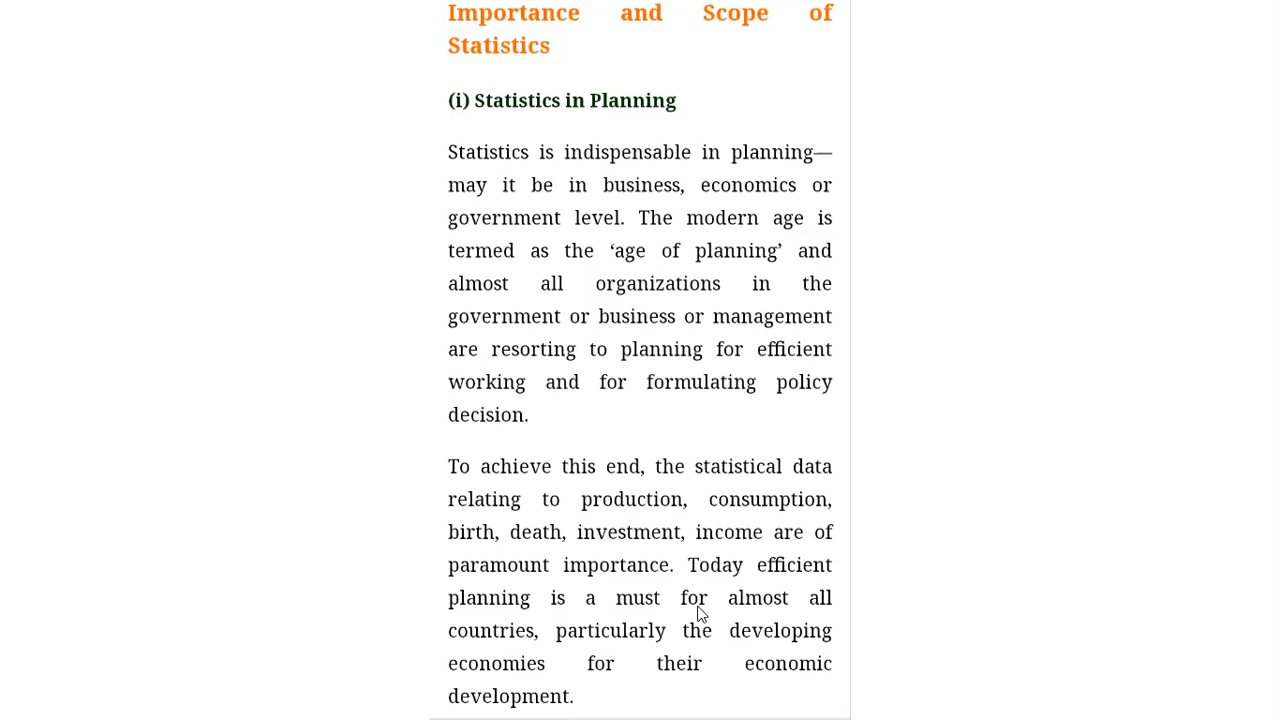 Importance and Scope of
Statistics
(i) Statistics in Planning
Statistics is indispensable in planning—
may it be in business, economics or
government level. The modern age is
termed as the ‘age of planning’ and
almost all organizations in the
government or business or management
are resorting to planning for efficient
working and for formulating policy
decision.
To achieve this end, the statistical data
relating to production, consumption,
birth, death, investment, income are of
paramount importance. Today efficient
planning is a must for almost all
countries, particularly the developing
economies for their economic
development.